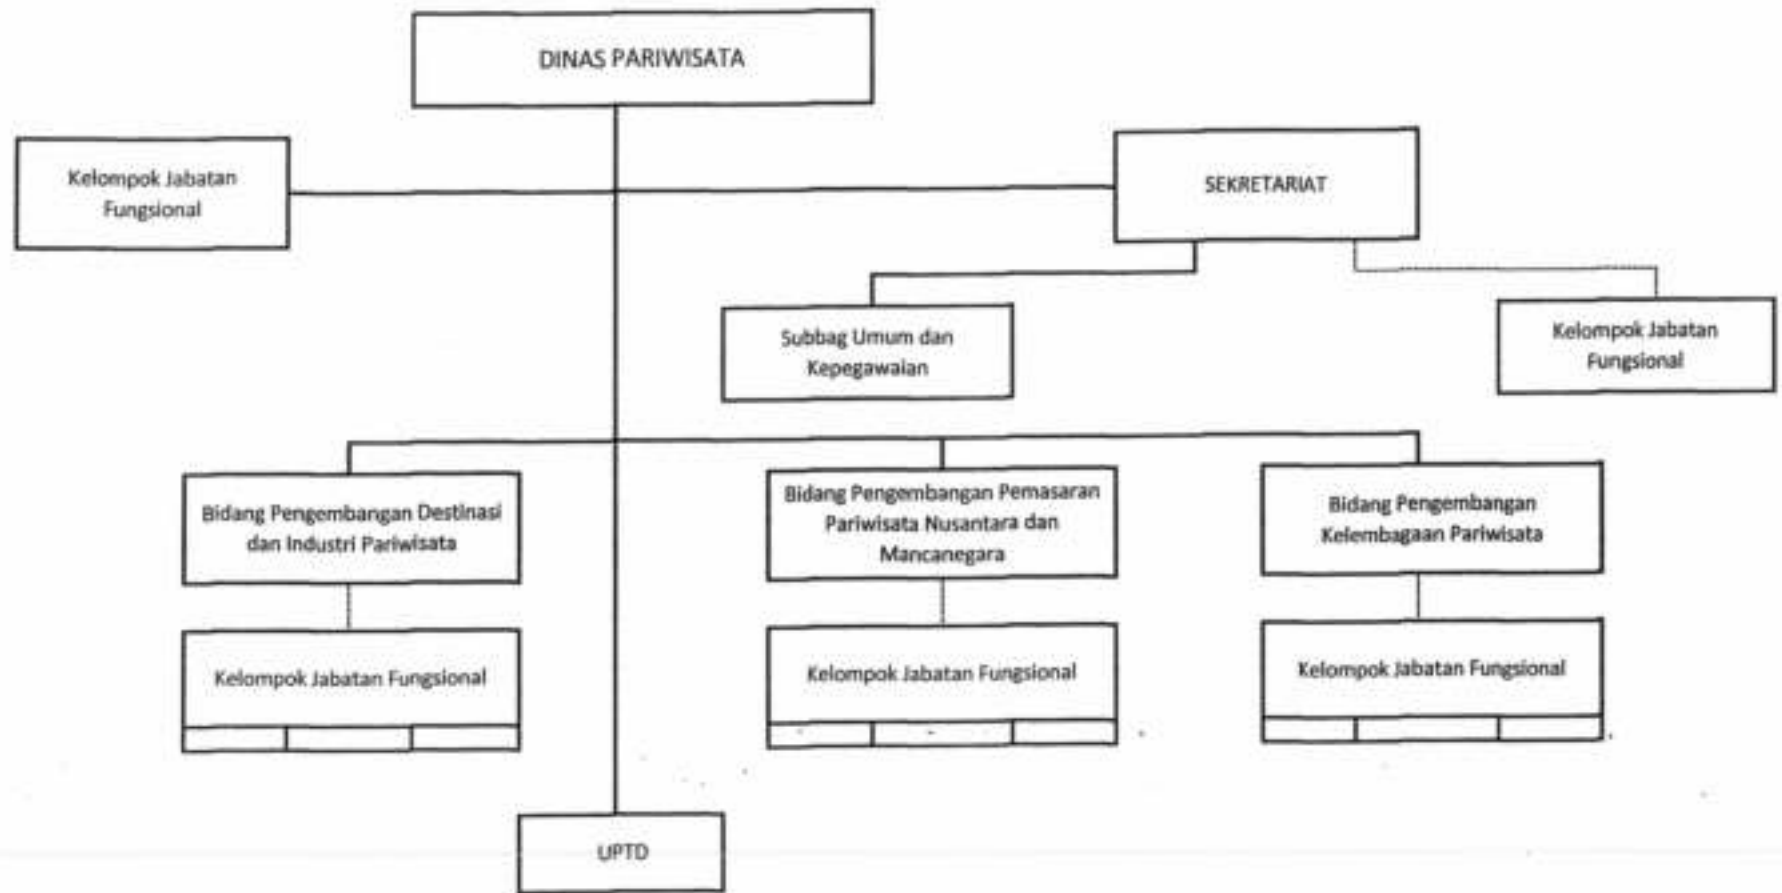 DINAS PARIWISATA
Kelompok Jabatan
Fungsional
SEKRETARIAT
Subbag Umum dan
Kepegawaian
Kelompok Jabatan
Fungsional
Bidang Pengembangan Destinasi
dan Industri Pariwisata
Bidang Pengembangan Pemasaran
Pariwisata Nusantara dan
Mancanegara
Bidang Pengembangan
Kelembagaan Pariwisata
Kelompok Jabatan Fungsional
Kelompok Jabatan Fungsional
Kelompok Jabatan Fungsional
UPTD